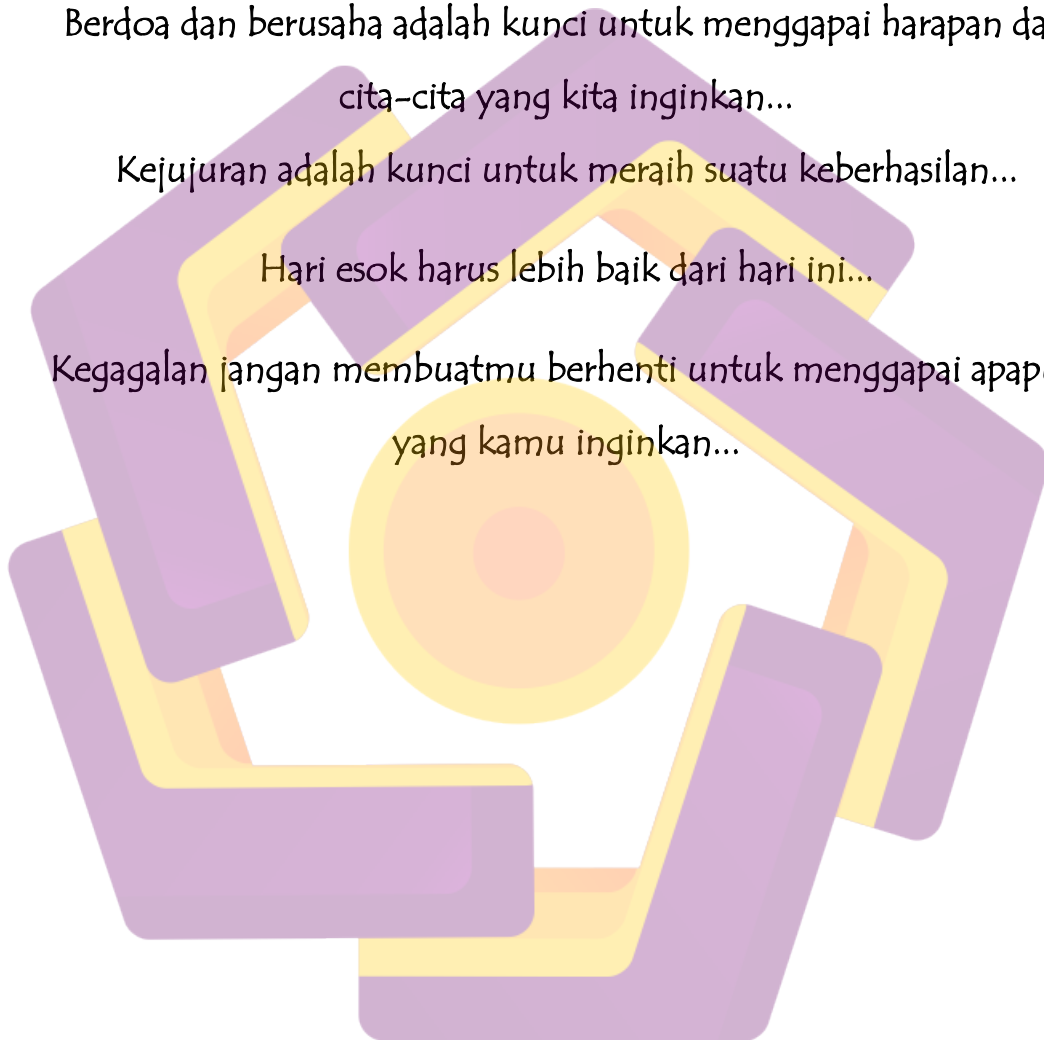 Berdoa dan berusaha adalah kunci untuk menggapai harapan da
cita-cita yang kita inginkan...
Kejujuran adalah kunci untuk meraih suatu keberhasilan...
Hari esok harus lebih baik dari hari ini...
Kegagalan jangan membuatmu berhenti untuk menggapai apap
yang kamu inginkan...